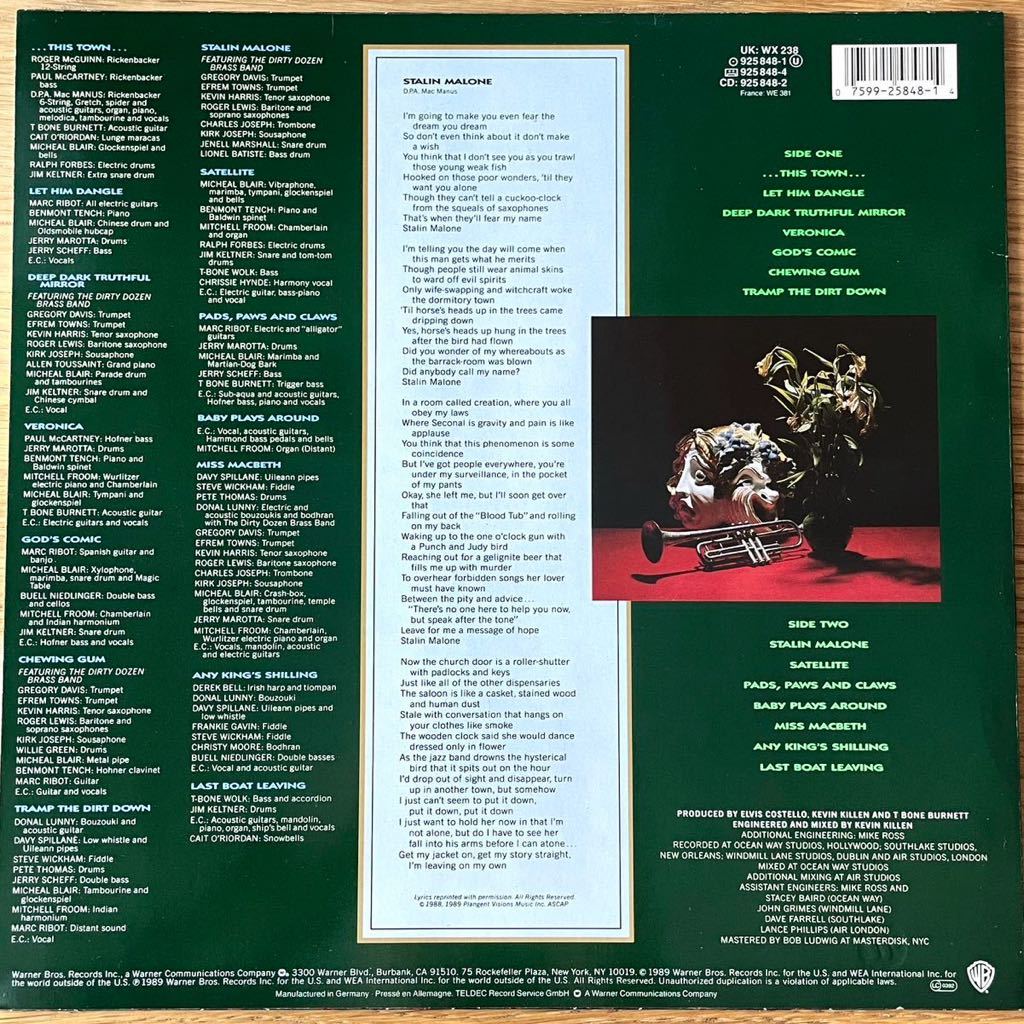 ...THIS TOWN...
ROGER McGUINN: Rickenbacker
12-String
PAUL McCARTNEY: Rickenbacker
bass
D.P.A. Mac MANUS: Rickenbacker
6-String, Gretch, spider and
acoustic guitars, organ, piano,
melodica, tambourine and vocals
T BONE BURNETT: Acoustic guitar
CAIT O'RIORDAN: Lunge maracas
MICHEAL BLAIR: Glockenspiel and
bells
RALPH FORBES: Electric drums
JIM KELTNER: Extra snare drum
LET HIM DANGLE
MARC RIBOT: All electric guitars
BENMONT TENCH: Piano
MICHEAL BLAIR: Chinese drum and
Oldsmobile hubcap
JERRY MAROTTA: Drums
JERRY SCHEFF: Bass
E.C.: Vocals
DEEP DARK TRUTHFUL
MIRROR
FEATURING THE DIRTY DOZEN
BRASS BAND
GREGORY DAVIS: Trumpet
EFREM TOWNS: Trumpet
KEVIN HARRIS: Tenor saxophone
ROGER LEWIS: Baritone saxophone
KIRK JOSEPH: Sousaphone
ALLEN TOUSSAINT: Grand piano
MICHEAL BLAIR: Parade drum
and tambourines
JIM KELTNER: Snare drum and
Chinese cymbal
E.C.: Vocal
VERONICA
PAUL McCARTNEY: Hofner bass
JERRY MAROTTA: Drums
BENMONT TENCH: Piano and
Baldwin spinet
MITCHELL FROOM: Wurlitzer
electric piano and Chamberlain
MICHEAL BLAIR: Tympani and
glockenspiel
T BONE BURNETT: Acoustic guitar
E.C.: Electric guitars and vocals
GOD'S COMIC
MARC RIBOT: Spanish guitar and
banjo
MICHEAL BLAIR: Xylophone,
marimba, snare drum and Magic
Table
BUELL NIEDLINGER: Double bass
and cellos
MITCHELL FROOM: Chamberlain
and Indian harmonium
JIM KELTNER: Snare drum
E.C.: Hofner bass and vocals
CHEWING GUM
FEATURING THE DIRTY DOZEN
BRASS BAND
GREGORY DAVIS: Trumpet
EFREM TOWNS: Trumpet
KEVIN HARRIS: Tenor saxophone
ROGER LEWIS: Baritone and
soprano saxophones
KIRK JOSEPH: Sousaphone
WILLIE GREEN: Drums
MICHEAL BLAIR: Metal pipe
BENMONT TENCH: Hohner clavinet
MARC RIBOT: Guitar
E.C.: Guitar and vocals
TRAMP THE DIRT DOWN
DONAL LUNNY: Bouzouki and
acoustic guitar
DAVY SPILLANE: Low whistle and
Uileann pipes
STEVE WICKHAM: Fiddle
PETE THOMAS: Drums
JERRY SCHEFF: Double bass
MICHEAL BLAIR: Tambourine and
glockenspiel
MITCHELL FROOM: Indian
harmonium
MARC RIBOT: Distant sound
E.C.: Vocal
STALIN MALONE
FEATURING THE DIRTY DOZEN
BRASS BAND
GREGORY DAVIS: Trumpet
EFREM TOWNS: Trumpet
KEVIN HARRIS: Tenor saxophone
ROGER LEWIS: Baritone and
soprano saxophones
CHARLES JOSEPH: Trombone
KIRK JOSEPH: Sousaphone
JENELL MARSHALL: Snare drum
LIONEL BATISTE: Bass drum
SATELLITE
MICHEAL BLAIR: Vibraphone,
marimba, tympani, glockenspiel
and bells
BENMONT TENCH: Piano and
Baldwin spinet
MITCHELL FROOM: Chamberlain
and organ
RALPH FORBES: Electric drums
JIM KELTNER: Snare and tom-tom
drums
T-BONE WOLK: Bass
CHRISSIE HYNDE: Harmony vocal
E.C.: Electric guitar, bass-piano
and vocal
PADS, PAWS AND CLAWS
MARC RIBOT: Electric and "alligator"
guitars
JERRY MAROTTA: Drums
MICHEAL BLAIR: Marimba and
Martian-Dog Bark
JERRY SCHEFF: Bass
T BONE BURNETT: Trigger bass
E.C.: Sub-aqua and acoustic guitars,
Hofner bass, piano and vocals
BABY PLAYS AROUND
E.C.: Vocal, acoustic guitars,
Hammond bass pedals and bells
MITCHELL FROOM: Organ (Distant)
MISS MACBETH
DAVY SPILLANE: Uileann pipes
STEVE WICKHAM: Fiddle
PETE THOMAS: Drums
DONAL LUNNY: Electric and
acoustic bouzoukis and bodhran
with The Dirty Dozen Brass Band
GREGORY DAVIS: Trumpet
EFREM TOWNS: Trumpet
KEVIN HARRIS: Tenor saxophone
ROGER LEWIS: Baritone saxophone
CHARLES JOSEPH: Trombone
KIRK JOSEPH: Sousaphone
MICHEAL BLAIR: Crash-box,
glockenspiel, tambourine, temple
bells and snare drum
JERRY MAROTTA: Snare drum
MITCHELL FROOM: Chamberlain,
Wurlitzer electric piano and organ
E.C.: Vocals, mandolin, acoustic
and electric guitars
ANY KING'S SHILLING
DEREK BELL: Irish harp and tiompan
DONAL LUNNY: Bouzouki
DAVY SPILLANE: Uileann pipes and
low whistle
FRANKIE GAVIN: Fiddle
STEVE WICKHAM: Fiddle
CHRISTY MOORE: Bodhran
BUELL NIEDLINGER: Double basses
E.C.: Vocal and acoustic guitar
LAST BOAT LEAVING
T-BONE WOLK: Bass and accordion
JIM KELTNER: Drums
E.C.: Acoustic guitars, mandolin,
piano, organ, ship's bell and vocals
CAIT O'RIORDAN: Snowbells
STALIN MALONE
D.P.A. Mac Manus
I'm going to make you even fear the
dream you dream
So don't even think about it don't make
a wish
You think that I don't see you as you trawl
those young weak fish
Hooked on those poor wonders, 'til they
want you alone
Though they can't tell a cuckoo-clock
from the squeals of saxophones
That's when they'll fear my name
Stalin Malone
I'm telling you the day will come when
this man gets what he merits
Though people still wear animal skins
to ward off evil spirits
Only wife-swapping and witchcraft woke
the dormitory town
'Til horse's heads up in the trees came
dripping down
Yes, horse's heads up hung in the trees
after the bird had flown
Did you wonder of my whereabouts as
the barrack-room was blown
Did anybody call my name?
Stalin Malone
In a room called creation, where you all
obey my laws
Where Seconal is gravity and pain is like
applause
You think that this phenomenon is some
coincidence
But I've got people everywhere, you're
under my surveillance, in the pocket
of my pants
Okay, she left me, but I'll soon get over
that
Falling out of the "Blood Tub" and rolling
on my back
Waking up to the one o'clock gun with
a Punch and Judy bird
Reaching out for a gelignite beer that
fills me up with murder
To overhear forbidden songs her lover
must have known
Between the pity and advice...
"There's no one here to help you now,
but speak after the tone"
Leave for me a message of hope
Stalin Malone
Now the church door is a roller-shutter
with padlocks and keys
Just like all of the other dispensaries
The saloon is like a casket, stained wood
and human dust
Stale with conversation that hangs on
your clothes like smoke
The wooden clock said she would dance
dressed only in flower
As the jazz band drowns the hysterical
bird that it spits out on the hour
I'd drop out of sight and disappear, turn
up in another town, but somehow
I just can't seem to put it down,
put it down, put it down
I just want to hold her now in that I'm
not alone, but do I have to see her
fall into his arms before I can atone...
Get my jacket on, get my story straight,
I'm leaving on my own
Lyrics reprinted with permission. All Rights Reserved.
© 1988, 1989 Plangent Visions Music Inc. ASCAP
UK: WX 238
925 848-1 U
925 848-4
CD: 925 848-2
France: WE 381
0 7599-25848-1 4
SIDE ONE
...THIS TOWN...
LET HIM DANGLE
DEEP DARK TRUTHFUL MIRROR
VERONICA
GOD'S COMIC
CHEWING GUM
TRAMP THE DIRT DOWN
SIDE TWO
STALIN MALONE
SATELLITE
PADS, PAWS AND CLAWS
BABY PLAYS AROUND
MISS MACBETH
ANY KING'S SHILLING
LAST BOAT LEAVING
PRODUCED BY ELVIS COSTELLO, KEVIN KILLEN AND T BONE BURNETT
ENGINEERED AND MIXED BY KEVIN KILLEN
ADDITIONAL ENGINEERING: MIKE ROSS
RECORDED AT OCEAN WAY STUDIOS, HOLLYWOOD; SOUTHLAKE STUDIOS,
NEW ORLEANS; WINDMILL LANE STUDIOS, DUBLIN AND AIR STUDIOS, LONDON
MIXED AT OCEAN WAY STUDIOS
ADDITIONAL MIXING AT AIR STUDIOS
ASSISTANT ENGINEERS: MIKE ROSS AND
STACEY BAIRD (OCEAN WAY)
JOHN GRIMES (WINDMILL LANE)
DAVE FARRELL (SOUTHLAKE)
LANCE PHILLIPS (AIR LONDON)
MASTERED BY BOB LUDWIG AT MASTERDISK, NYC
Warner Bros. Records Inc., a Warner Communications Company, 3300 Warner Blvd., Burbank, CA 91510. 75 Rockefeller Plaza, New York, NY 10019. © 1989 Warner Bros. Records Inc. for the U.S. and WEA International Inc. for
the world outside of the U.S. ℗ 1989 Warner Bros. Records Inc. for the U.S. and WEA International Inc. for the world outside of the U.S. All Rights Reserved. Unauthorized duplication is a violation of applicable laws.
Manufactured in Germany · Pressé en Allemagne. TELDEC Record Service GmbH A Warner Communications Company
LC 0392
WB